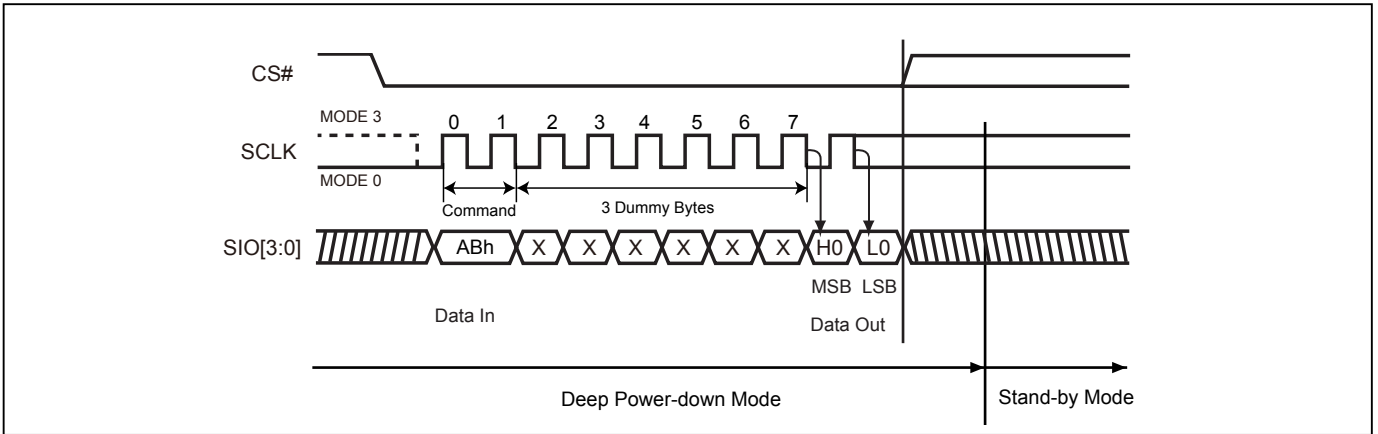 CS#
MODE 3
0 1 2 3 4 5 6 7
SCLK
MODE 0
Command 3 Dummy Bytes
SIO[3:0] ABh X X X X X X H0 L0
MSB LSB
Data In Data Out
Deep Power-down Mode Stand-by Mode